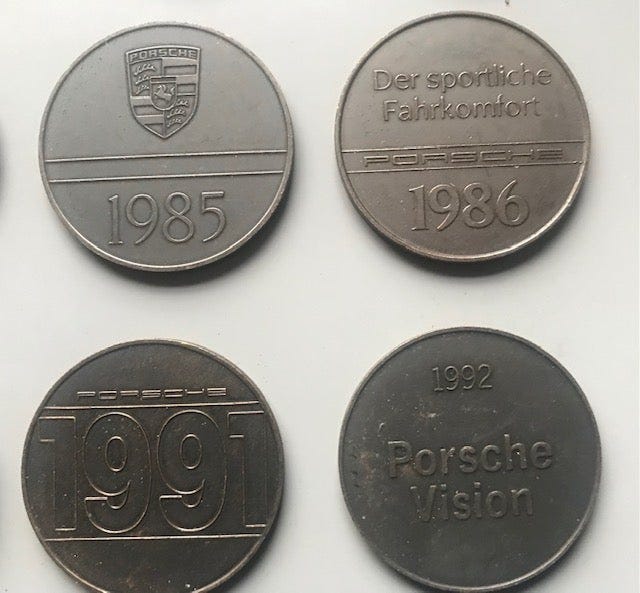 PORSCHE
1985
Der sportliche
Fahrkomfort
PORSCHE
1986
PORSCHE
1991
1992
Porsche
Vision